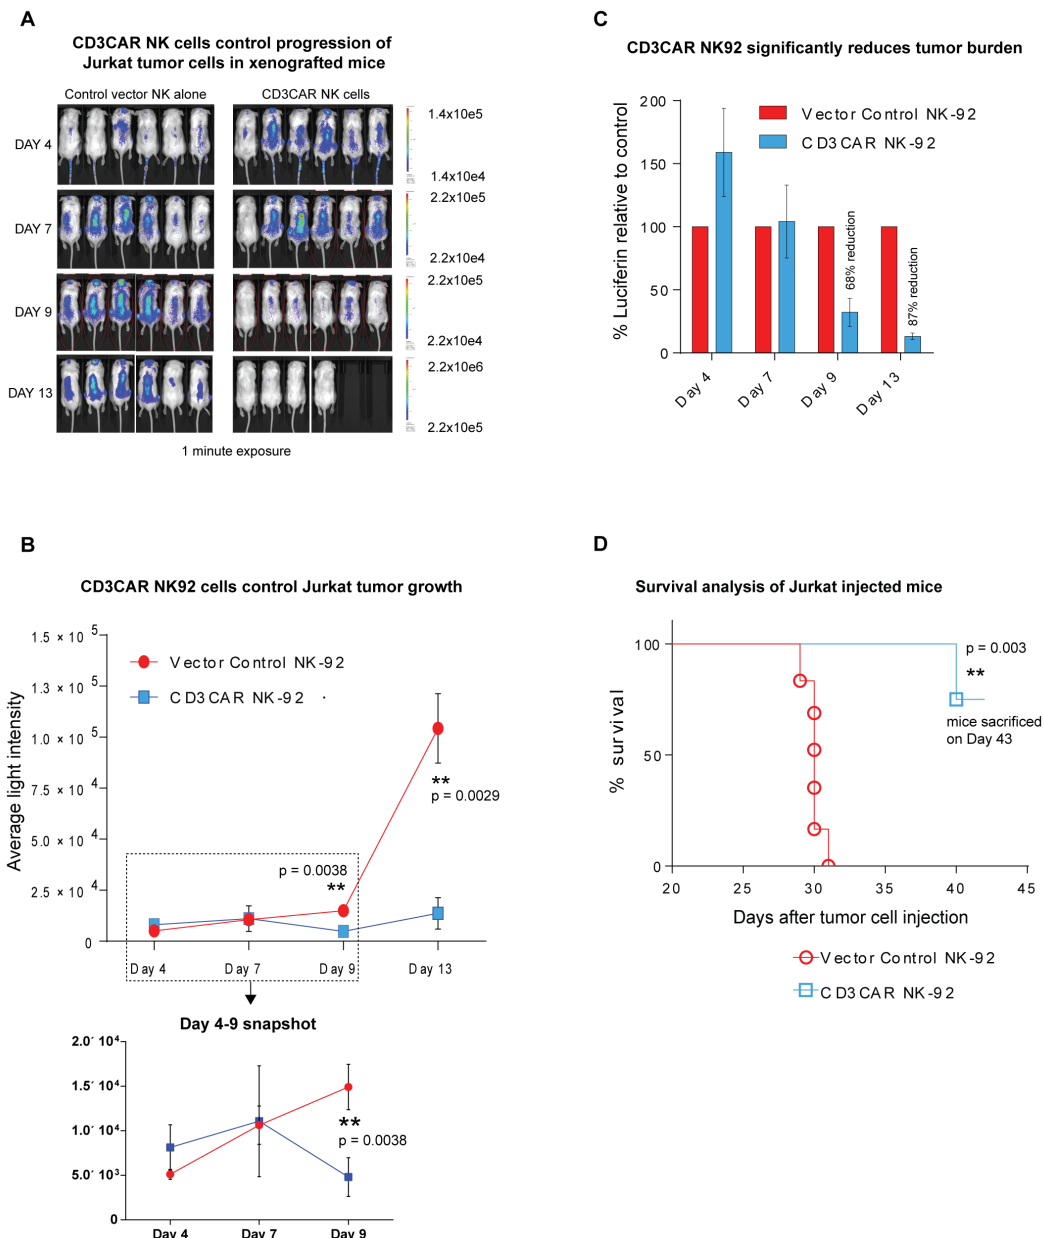 A
CD3CAR NK cells control progression of
Jurkat tumor cells in xenografted mice
Control vector NK alone
CD3CAR NK cells
DAY 4
1.4x10e5
1.4x10e4
DAY 7
2.2x10e5
2.2x10e4
DAY 9
2.2x10e5
2.2x10e4
DAY 13
2.2x10e6
2.2x10e5
1 minute exposure
B
CD3CAR NK92 cells control Jurkat tumor growth
Average light intensity
1.5 × 10 5
1.3 × 10 5
1.0 × 10 5
7.5 × 10 4
5.0 × 10 4
2.5 × 10 4
0
Vector Control NK-92
CD3CAR NK-92
**
p = 0.0029
p = 0.0038
**
Day 4
Day 7
Day 9
Day 13
Day 4-9 snapshot
2.0´ 10⁴
1.5´ 10⁴
1.0´ 10⁴
5.0´ 10³
0
**
p = 0.0038
Day 4
Day 7
Day 9
C
CD3CAR NK92 significantly reduces tumor burden
% Luciferin relative to control
200
150
100
50
0
Vector Control NK-92
CD3CAR NK-92
68% reduction
87% reduction
Day 4
Day 7
Day 9
Day 13
D
Survival analysis of Jurkat injected mice
% survival
100
50
0
p = 0.003
**
mice sacrificed
on Day 43
20
25
30
35
40
45
Days after tumor cell injection
Vector Control NK-92
CD3CAR NK-92